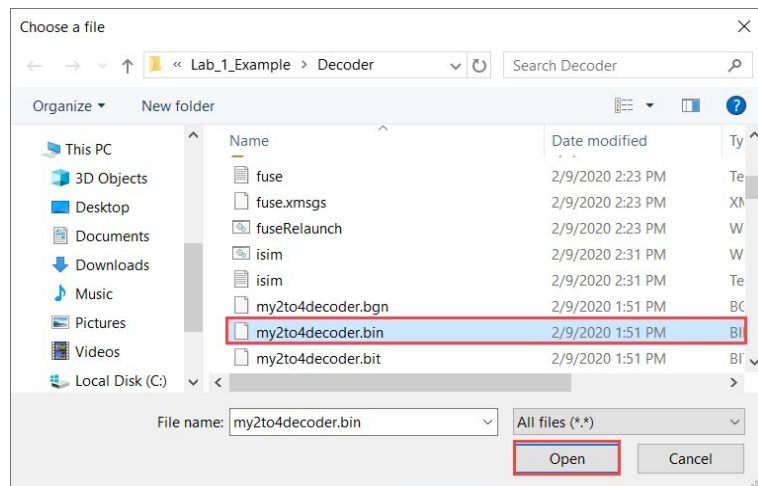 Choose a file
« Lab_1_Example > Decoder
Search Decoder
Organize
New folder
Name
Date modified
Ty
This PC
3D Objects
Desktop
Documents
Downloads
Music
Pictures
Videos
Local Disk (C:)
fuse 2/9/2020 2:23 PM Te
fuse.xmsgs 2/9/2020 2:23 PM XN
fuseRelaunch 2/9/2020 2:23 PM W
isim 2/9/2020 2:31 PM W
isim 2/9/2020 2:31 PM Te
my2to4decoder.bgn 2/9/2020 1:51 PM
my2to4decoder.bin 2/9/2020 1:51 PM
my2to4decoder.bit 2/9/2020 1:51 PM
File name: my2to4decoder.bin
All files (*.*)
Open
Cancel